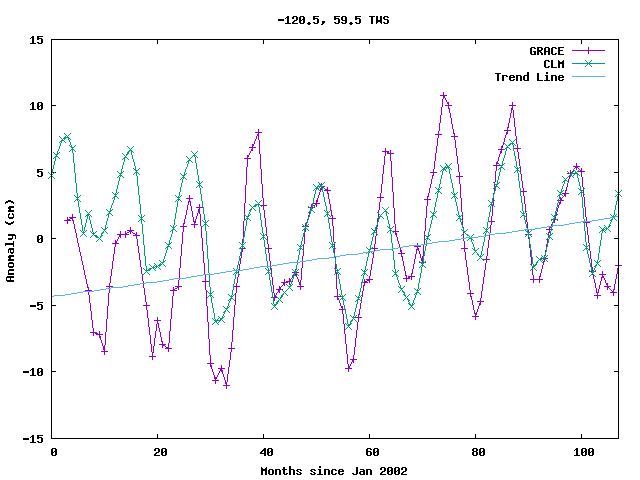 -120.5, 59.5 TWS
GRACE
CLM
Trend Line
15
10
5
0
-5
-10
-15
Anomaly (cm)
0 20 40 60 80 100
Months since Jan 2002